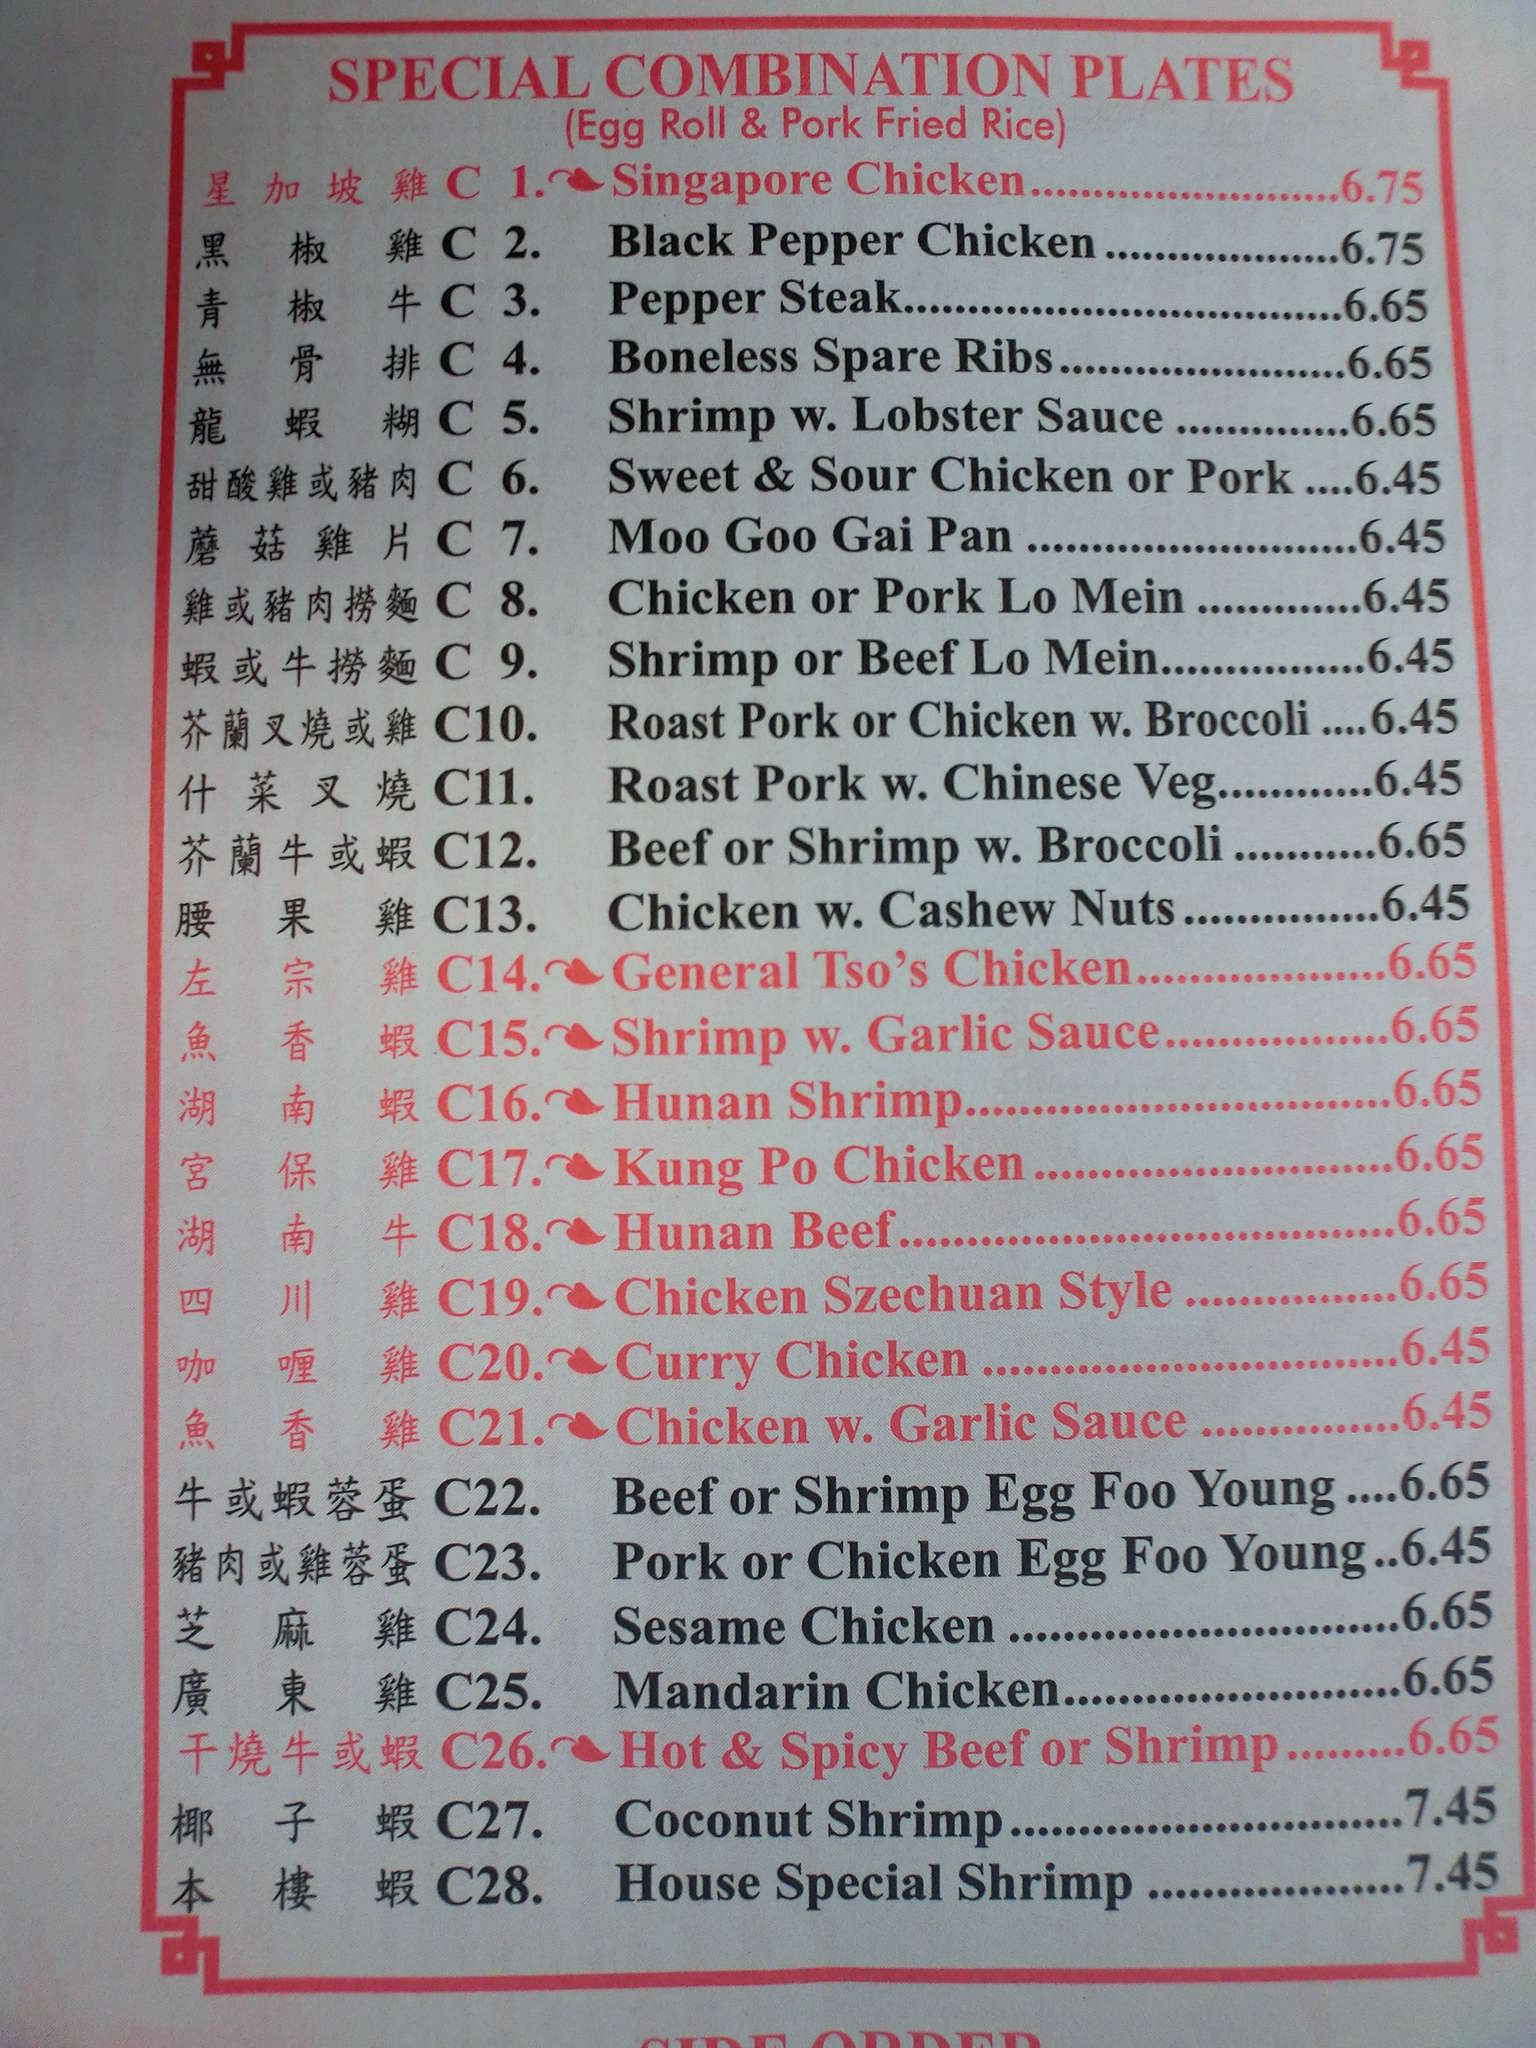 SPECIAL COMBINATION PLATES
(Egg Roll & Pork Fried Rice)
星加坡雞 C 1. Singapore Chicken........................6.75
黑椒雞 C 2. Black Pepper Chicken ...................6.75
青椒牛 C 3. Pepper Steak..................................6.65
無骨排 C 4. Boneless Spare Ribs......................6.65
龍蝦糊 C 5. Shrimp w. Lobster Sauce ..............6.65
甜酸雞或豬肉 C 6. Sweet & Sour Chicken or Pork ....6.45
蘑菇雞片 C 7. Moo Goo Gai Pan ..........................6.45
雞或豬肉撈麵 C 8. Chicken or Pork Lo Mein .............6.45
蝦或牛撈麵 C 9. Shrimp or Beef Lo Mein................6.45
芥蘭叉燒或雞 C10. Roast Pork or Chicken w. Broccoli ....6.45
什菜叉燒 C11. Roast Pork w. Chinese Veg............6.45
芥蘭牛或蝦 C12. Beef or Shrimp w. Broccoli ...........6.65
腰果雞 C13. Chicken w. Cashew Nuts...............6.45
左宗雞 C14. General Tso's Chicken...................6.65
魚香蝦 C15. Shrimp w. Garlic Sauce.................6.65
湖南蝦 C16. Hunan Shrimp................................6.65
宮保雞 C17. Kung Po Chicken ...........................6.65
湖南牛 C18. Hunan Beef.....................................6.65
四川雞 C19. Chicken Szechuan Style ................6.65
咖喱雞 C20. Curry Chicken ...............................6.45
魚香雞 C21. Chicken w. Garlic Sauce ...............6.45
牛或蝦蓉蛋 C22. Beef or Shrimp Egg Foo Young ....6.65
豬肉或雞蓉蛋 C23. Pork or Chicken Egg Foo Young..6.45
芝麻雞 C24. Sesame Chicken .............................6.65
廣東雞 C25. Mandarin Chicken.........................6.65
干燒牛或蝦 C26. Hot & Spicy Beef or Shrimp.........6.65
椰子蝦 C27. Coconut Shrimp.............................7.45
本樓蝦 C28. House Special Shrimp ...................7.45
SIDE ORDER